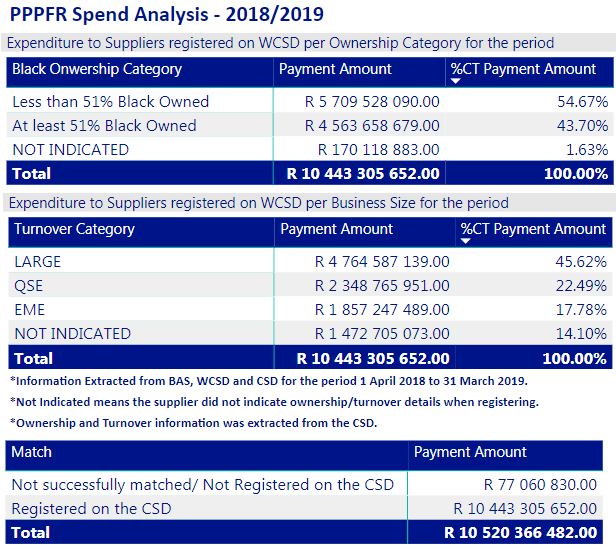 PPPFR Spend Analysis - 2018/2019
Expenditure to Suppliers registered on WCSD per Ownership Category for the period
Black Onwership Category Payment Amount %CT Payment Amount
Less than 51% Black Owned R 5 709 528 090.00 54.67%
At least 51% Black Owned R 4 563 658 679.00 43.70%
NOT INDICATED R 170 118 883.00 1.63%
Total R 10 443 305 652.00 100.00%
Expenditure to Suppliers registered on WCSD per Business Size for the period
Turnover Category Payment Amount %CT Payment Amount
LARGE R 4 764 587 139.00 45.62%
QSE R 2 348 765 951.00 22.49%
EME R 1 857 247 489.00 17.78%
NOT INDICATED R 1 472 705 073.00 14.10%
Total R 10 443 305 652.00 100.00%
*Information Extracted from BAS, WCSD and CSD for the period 1 April 2018 to 31 March 2019.
*Not Indicated means the supplier did not indicate ownership/turnover details when registering.
*Ownership and Turnover information was extracted from the CSD.
Match Payment Amount
Not successfully matched/ Not Registered on the CSD R 77 060 830.00
Registered on the CSD R 10 443 305 652.00
Total R 10 520 366 482.00